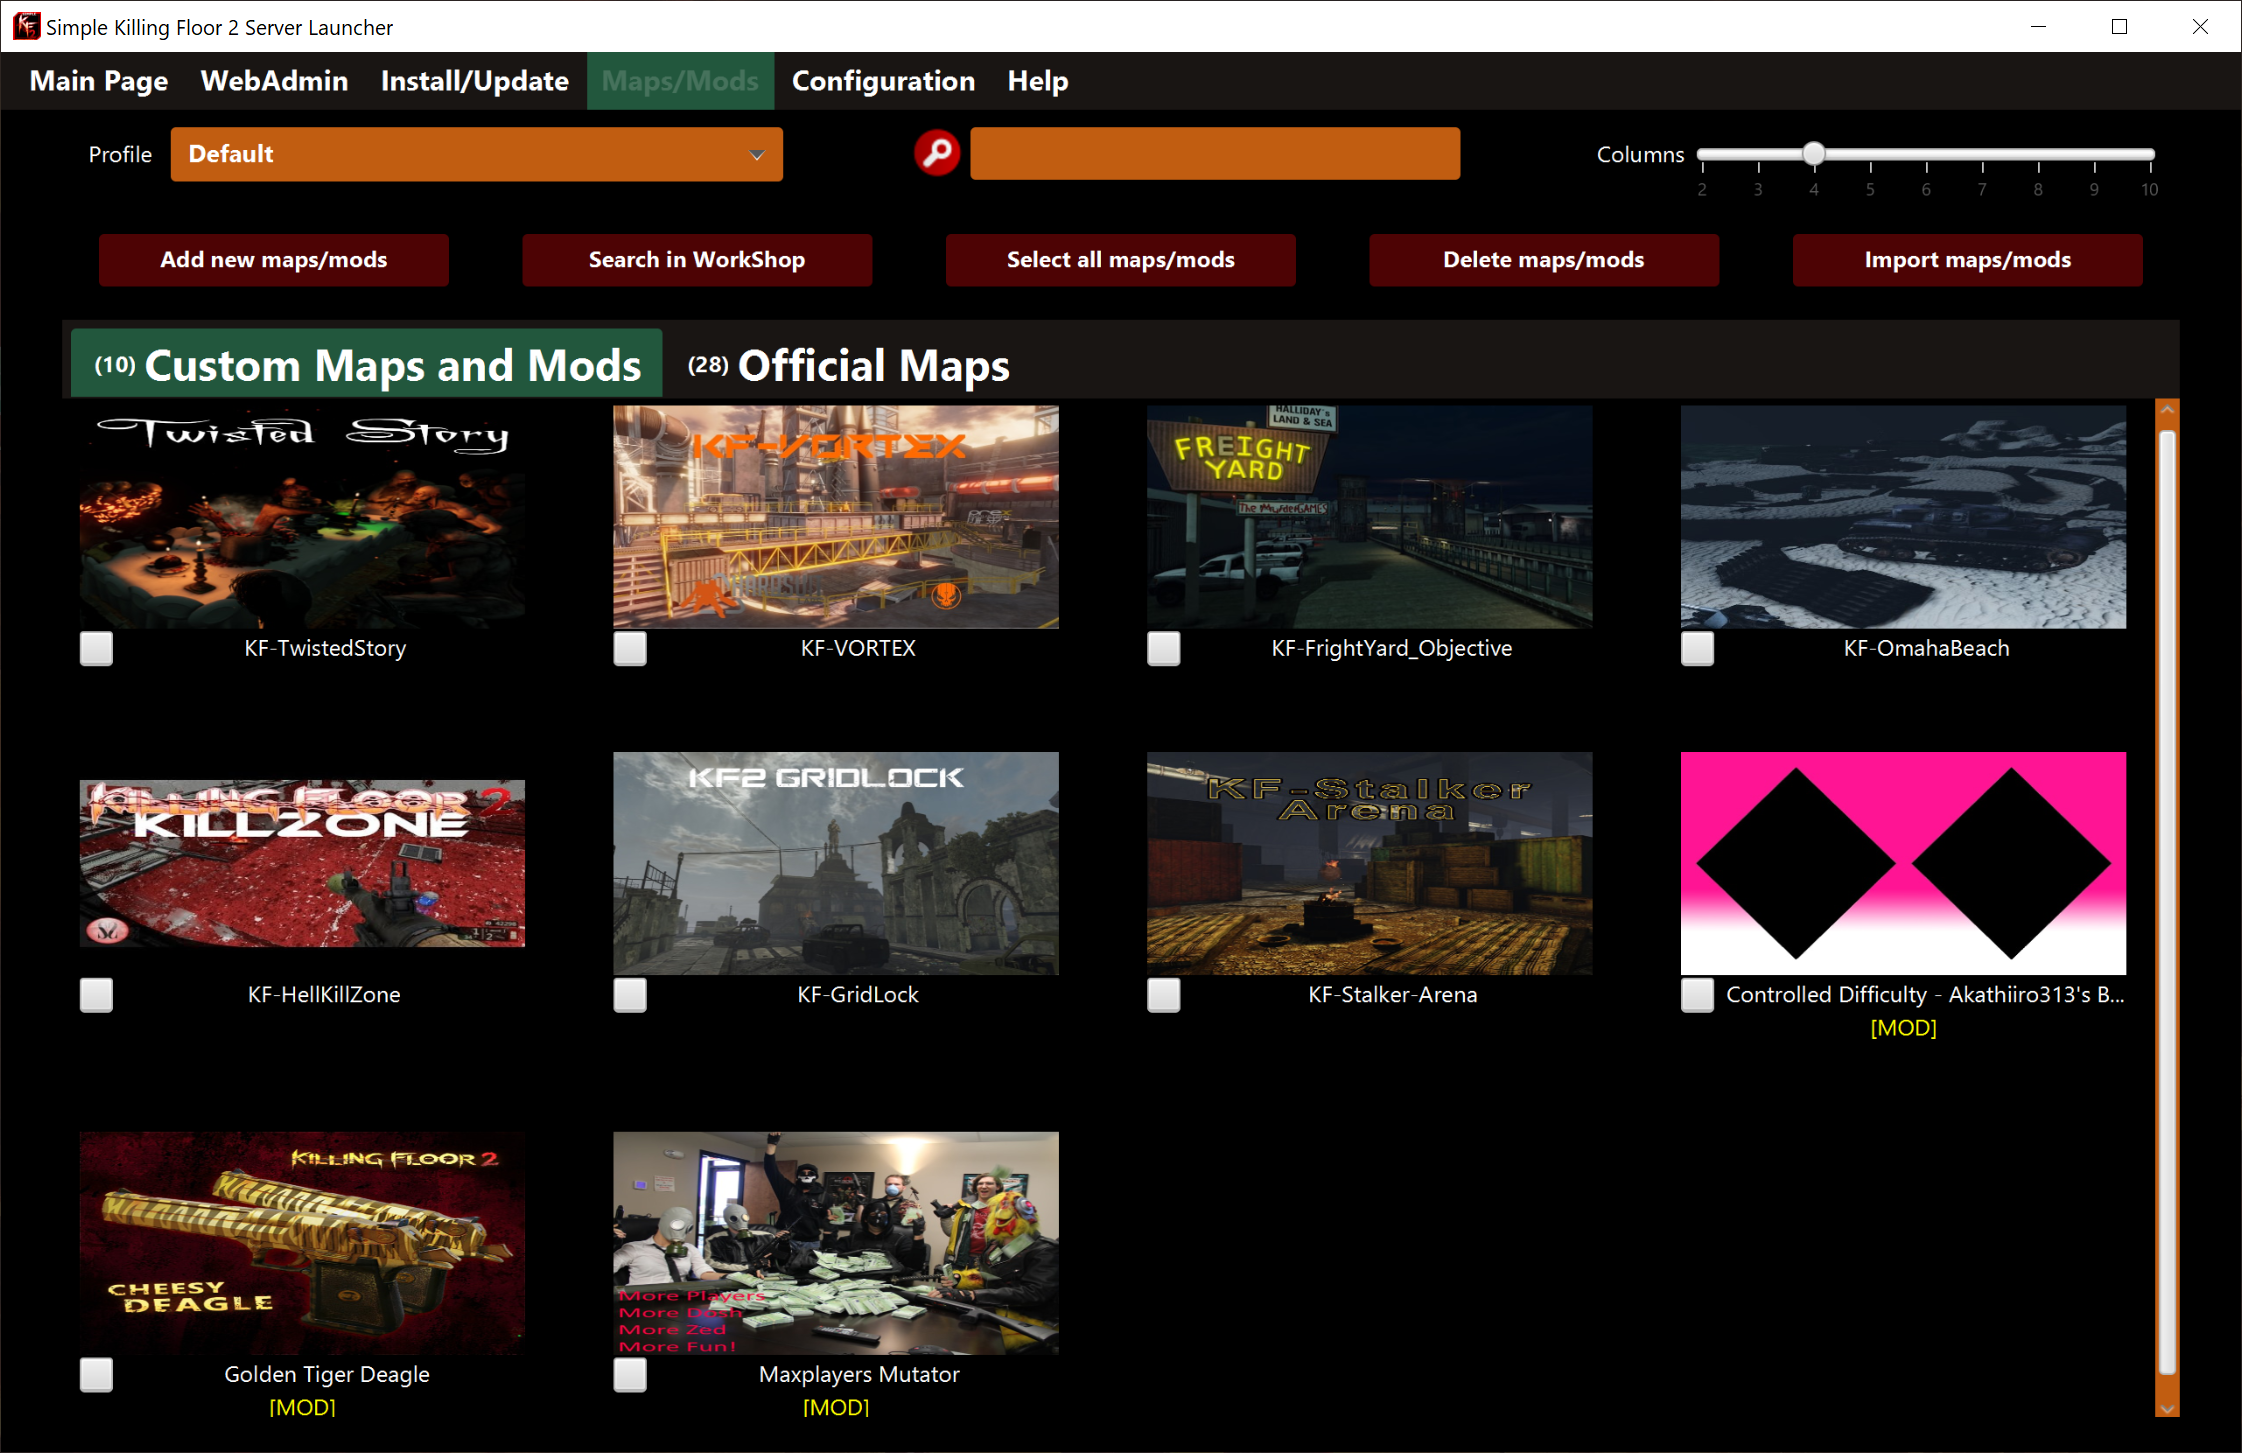 Simple Killing Floor 2 Server Launcher
Main Page WebAdmin Install/Update Maps/Mods Configuration Help
Profile Default Columns
2 3 4 5 6 7 8 9 10
Add new maps/mods Search in WorkShop Select all maps/mods Delete maps/mods Import maps/mods
(10) Custom Maps and Mods (28) Official Maps
Twisted Story
KF-VORTEX
HALLIDAY's
LAND & SEA
FREIGHT
YARD
The MurderGAMES
KF-TwistedStory KF-VORTEX KF-FrightYard_Objective KF-OmahaBeach
KILLING FLOOR 2
KILLZONE
KF2 GRIDLOCK
KF-Stalker
Arena
KF-HellKillZone KF-GridLock KF-Stalker-Arena Controlled Difficulty - Akathiiro313's B...
[MOD]
KILLING FLOOR 2
CHEESY
DEAGLE
More Players
More Dosh
More Zed
More Fun!
Golden Tiger Deagle Maxplayers Mutator
[MOD] [MOD]